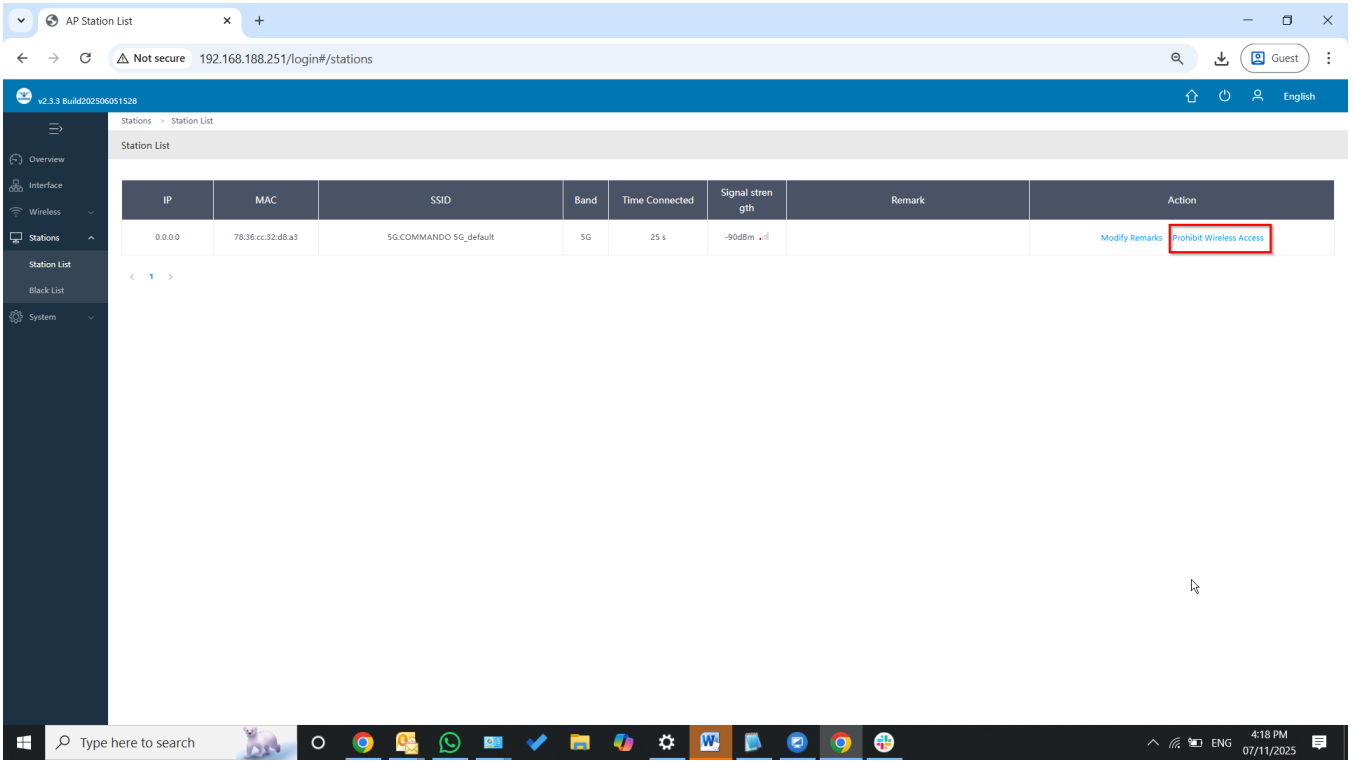 AP Station List
Not secure 192.168.188.251/login#/stations
Guest
v2.3.3 Build202506051528
English
Stations > Station List
Station List
Overview
Interface
Wireless
Stations
Station List
Black List
System
IP MAC SSID Band Time Connected Signal stren
gth Remark Action
0.0.0.0 78:36:cc:32:d8:a3 5G:COMMANDO 5G_default 5G 25 s -90dBm Modify Remarks Prohibit Wireless Access
< 1 >
Type here to search
ENG
4:18 PM
07/11/2025